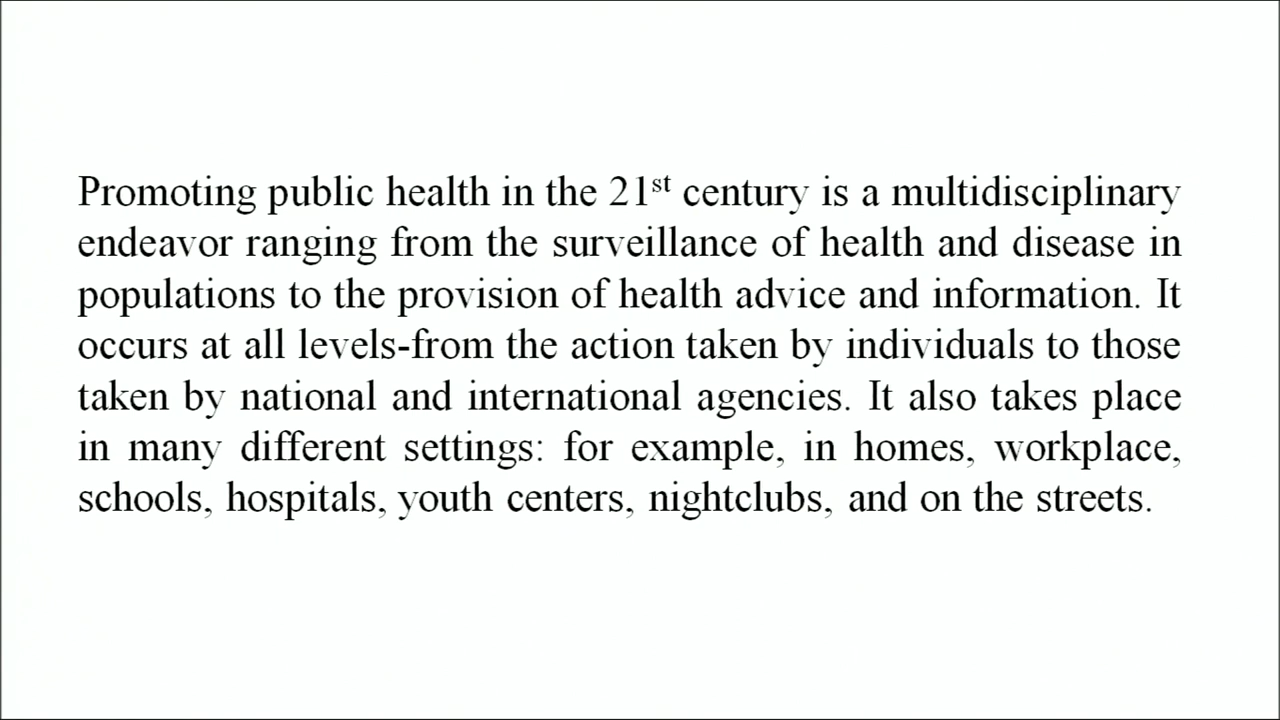 Promoting public health in the 21st century is a multidisciplinary
endeavor ranging from the surveillance of health and disease in
populations to the provision of health advice and information. It
occurs at all levels-from the action taken by individuals to those
taken by national and international agencies. It also takes place
in many different settings: for example, in homes, workplace,
schools, hospitals, youth centers, nightclubs, and on the streets.